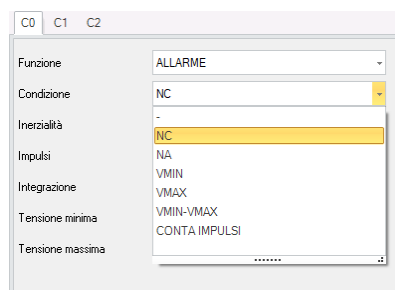 C0 C1 C2
Funzione ALLARME
Condizione NC
Inerzialità -
NC
Impulsi NA
VMIN
Integrazione VMAX
Tensione minima VMIN-VMAX
CONTA IMPULSI
Tensione massima